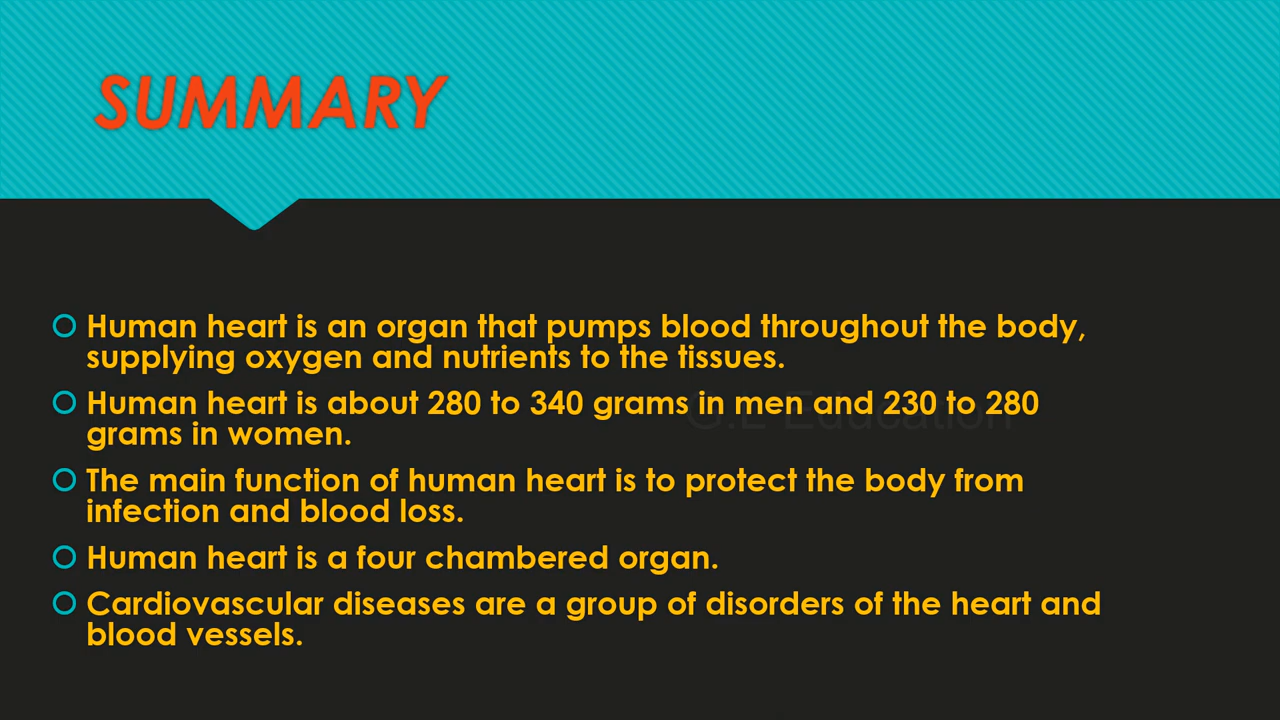 SUMMARY
Human heart is an organ that pumps blood throughout the body,
supplying oxygen and nutrients to the tissues.
Human heart is about 280 to 340 grams in men and 230 to 280
grams in women.
G.L Education
The main function of human heart is to protect the body from
infection and blood loss.
Human heart is a four chambered organ.
Cardiovascular diseases are a group of disorders of the heart and
blood vessels.